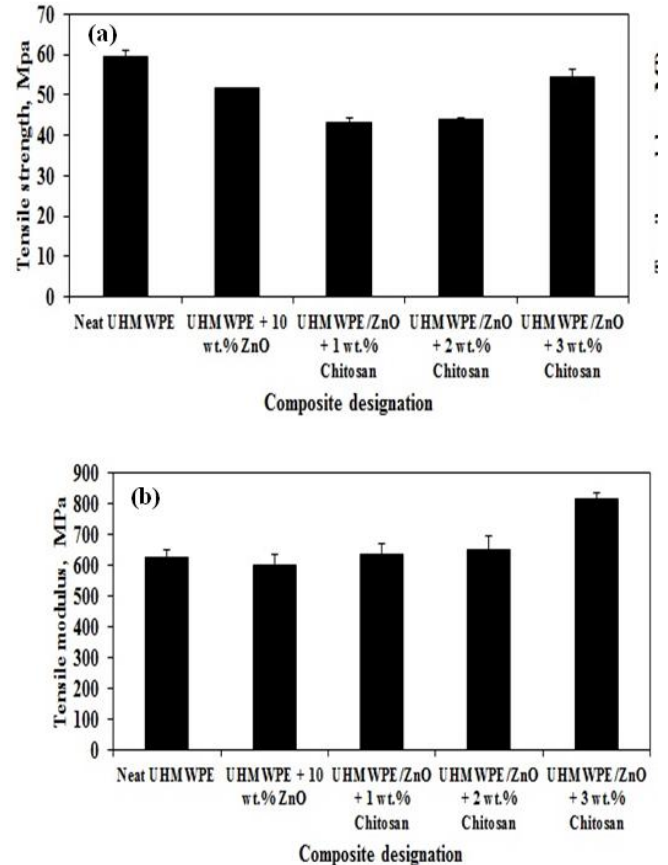 (a)
Tensile strength, Mpa
70
60
50
40
30
20
10
0
Neat UHMWPE
UHMWPE + 10
wt.% ZnO
UHMWPE/ZnO
+ 1 wt.%
Chitosan
UHMWPE/ZnO
+ 2 wt.%
Chitosan
UHMWPE/ZnO
+ 3 wt.%
Chitosan
Composite designation
(b)
Tensile modulus, MPa
900
800
700
600
500
400
300
200
100
0
Neat UHMWPE
UHMWPE + 10
wt.% ZnO
UHMWPE/ZnO
+ 1 wt.%
Chitosan
UHMWPE/ZnO
+ 2 wt.%
Chitosan
UHMWPE/ZnO
+ 3 wt.%
Chitosan
Composite designation